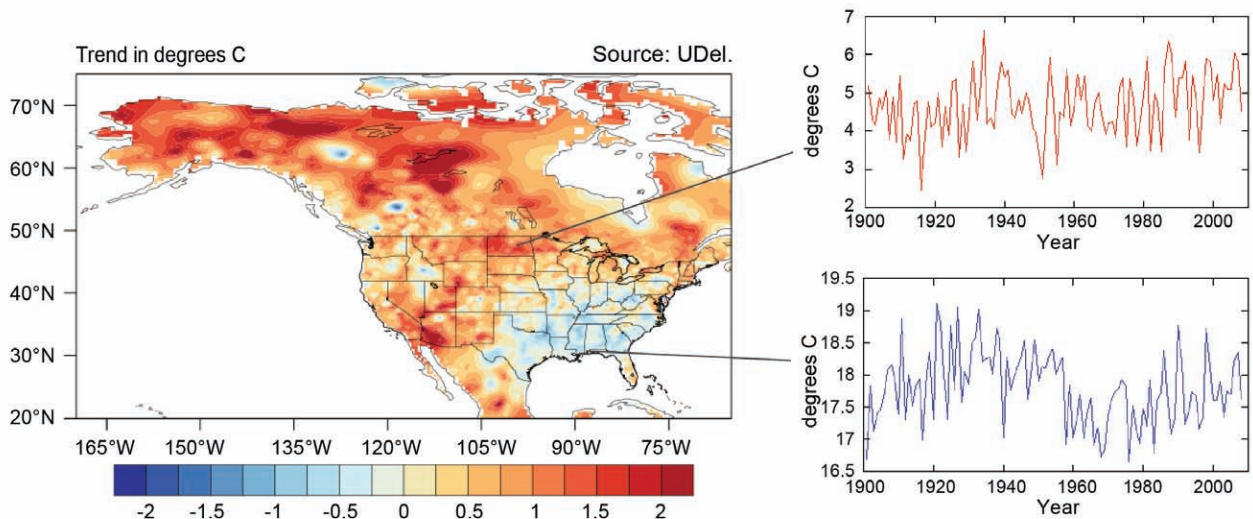 Trend in degrees C
Source: UDel.
70°N
60°N
50°N
40°N
30°N
20°N
165°W 150°W 135°W 120°W 105°W 90°W 75°W
-2 -1.5 -1 -0.5 0 0.5 1 1.5 2
degrees C
7
6
5
4
3
2
1900 1920 1940 1960 1980 2000
Year
degrees C
19.5
19
18.5
18
17.5
17
16.5
1900 1920 1940 1960 1980 2000
Year